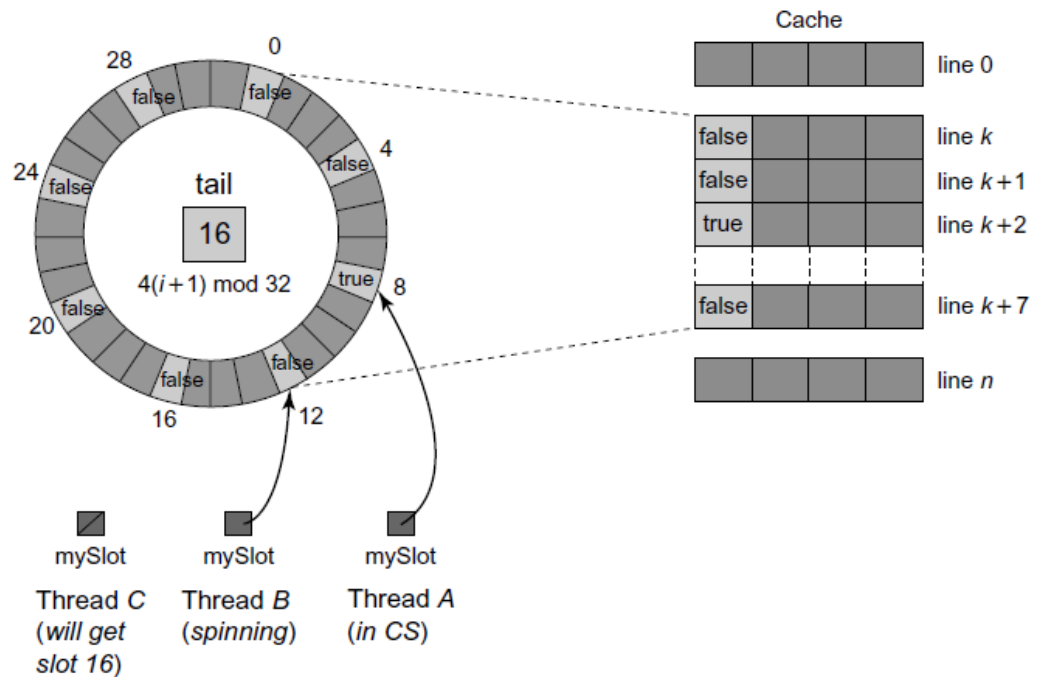 Cache
line 0
line k
line k+1
line k+2
line k+7
line n
false
false
true
false
0
4
8
12
16
20
24
28
false
false
true
false
false
false
false
false
tail
16
4(i+1) mod 32
mySlot
mySlot
mySlot
Thread C
(will get
slot 16)
Thread B
(spinning)
Thread A
(in CS)